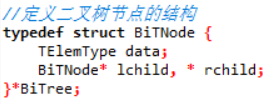 //定义二叉树节点的结构
typedef struct BiTNode {
TElemType data;
BiTNode* lchild, * rchild;
}*BiTree;